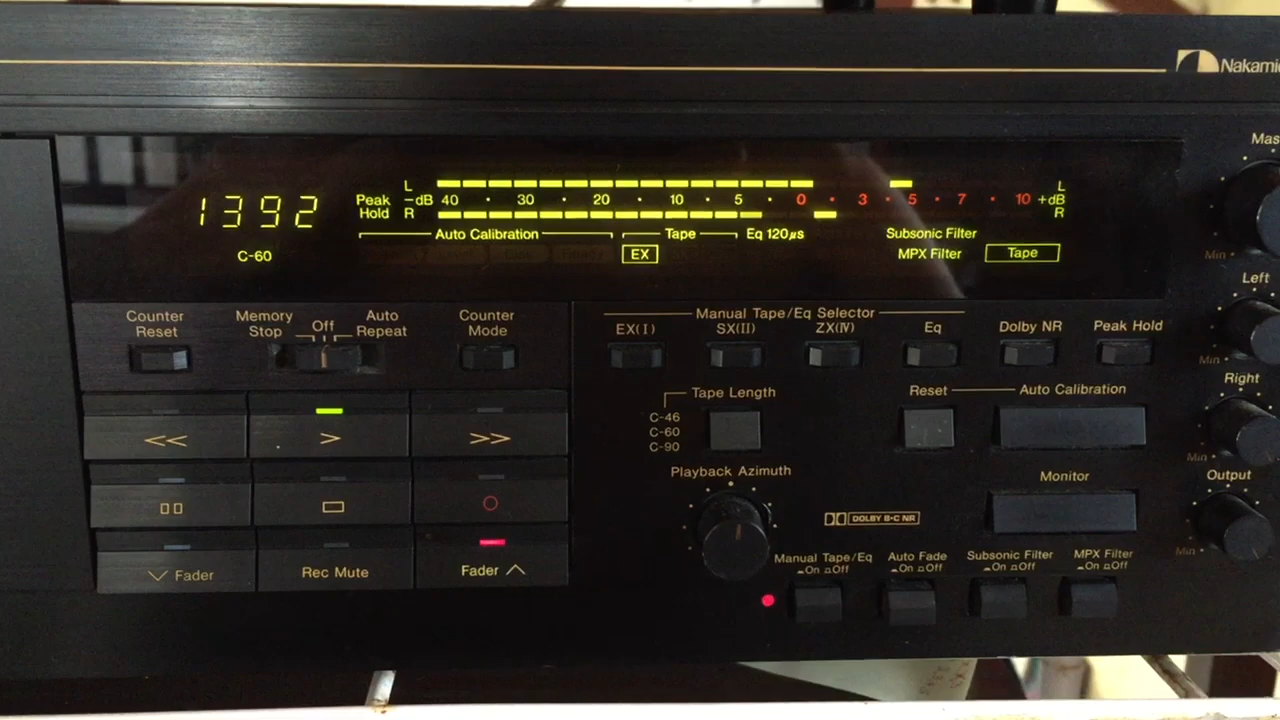 Nakamic
1392
Peak Hold
L
-dB 40 · 30 · 20 · 10 · 5 · 0 · 3 · 5 · 7 · 10 +dB
R
L
R
Auto Calibration
Tape
Eq 120µs
Subsonic Filter
C-60
EX
MPX Filter
Tape
Counter Reset
Memory Stop
Off
Auto Repeat
Counter Mode
Manual Tape/Eq Selector
EX(I)
SX(II)
ZX(IV)
Eq
Dolby NR
Peak Hold
Mas
Min
Left
Min
Right
Min
Output
Min
<<
>
>>
Fader
Rec Mute
Fader
Tape Length
C-46
C-60
C-90
Reset
Auto Calibration
Playback Azimuth
Monitor
DOLBY B-C NR
Manual Tape/Eq
On Off
Auto Fade
On Off
Subsonic Filter
On Off
MPX Filter
On Off